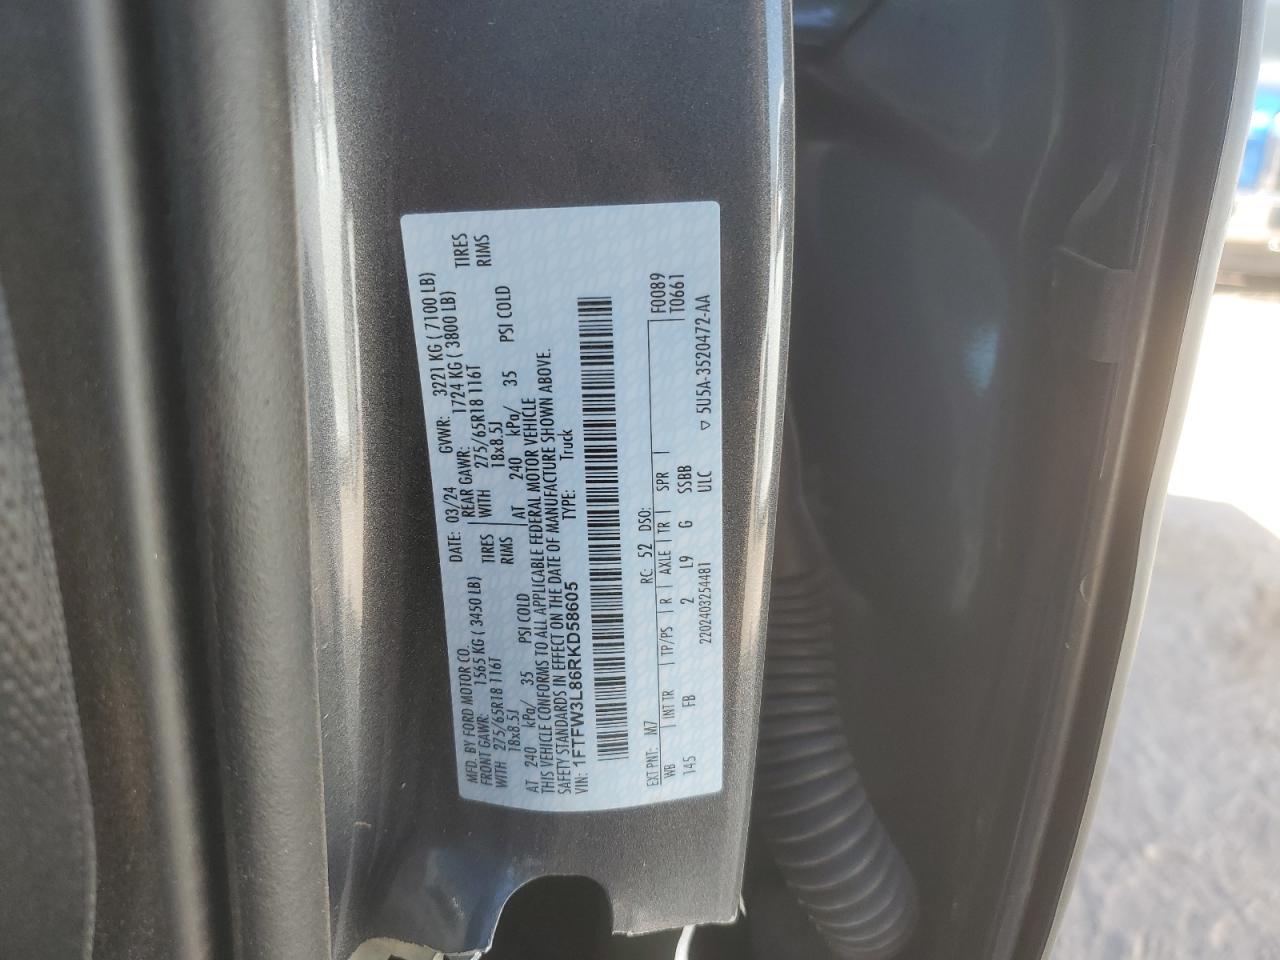 MFD. BY FORD MOTOR CO. DATE: 03/24 GVWR: 3221 KG ( 7100 LB)
FRONT GAWR: 1565 KG ( 3450 LB) REAR GAWR: 1724 KG ( 3800 LB)
WITH 275/65R18 116T TIRES WITH 275/65R18 116T TIRES
18x8.5J RIMS 18x8.5J RIMS
AT 240 kPa/ 35 PSI COLD AT 240 kPa/ 35 PSI COLD
THIS VEHICLE CONFORMS TO ALL APPLICABLE FEDERAL MOTOR VEHICLE
SAFETY STANDARDS IN EFFECT ON THE DATE OF MANUFACTURE SHOWN ABOVE.
VIN: 1FTFW3L86RKD58605 TYPE: Truck
EXT PNT: M7 RC: 52 DSO: F0089
WB INT TR TP/PS R AXLE TR SPR T0661
145 FB 2 L9 G SSBB
2202403254481 ULC ▽ 5U5A-3520472-AA